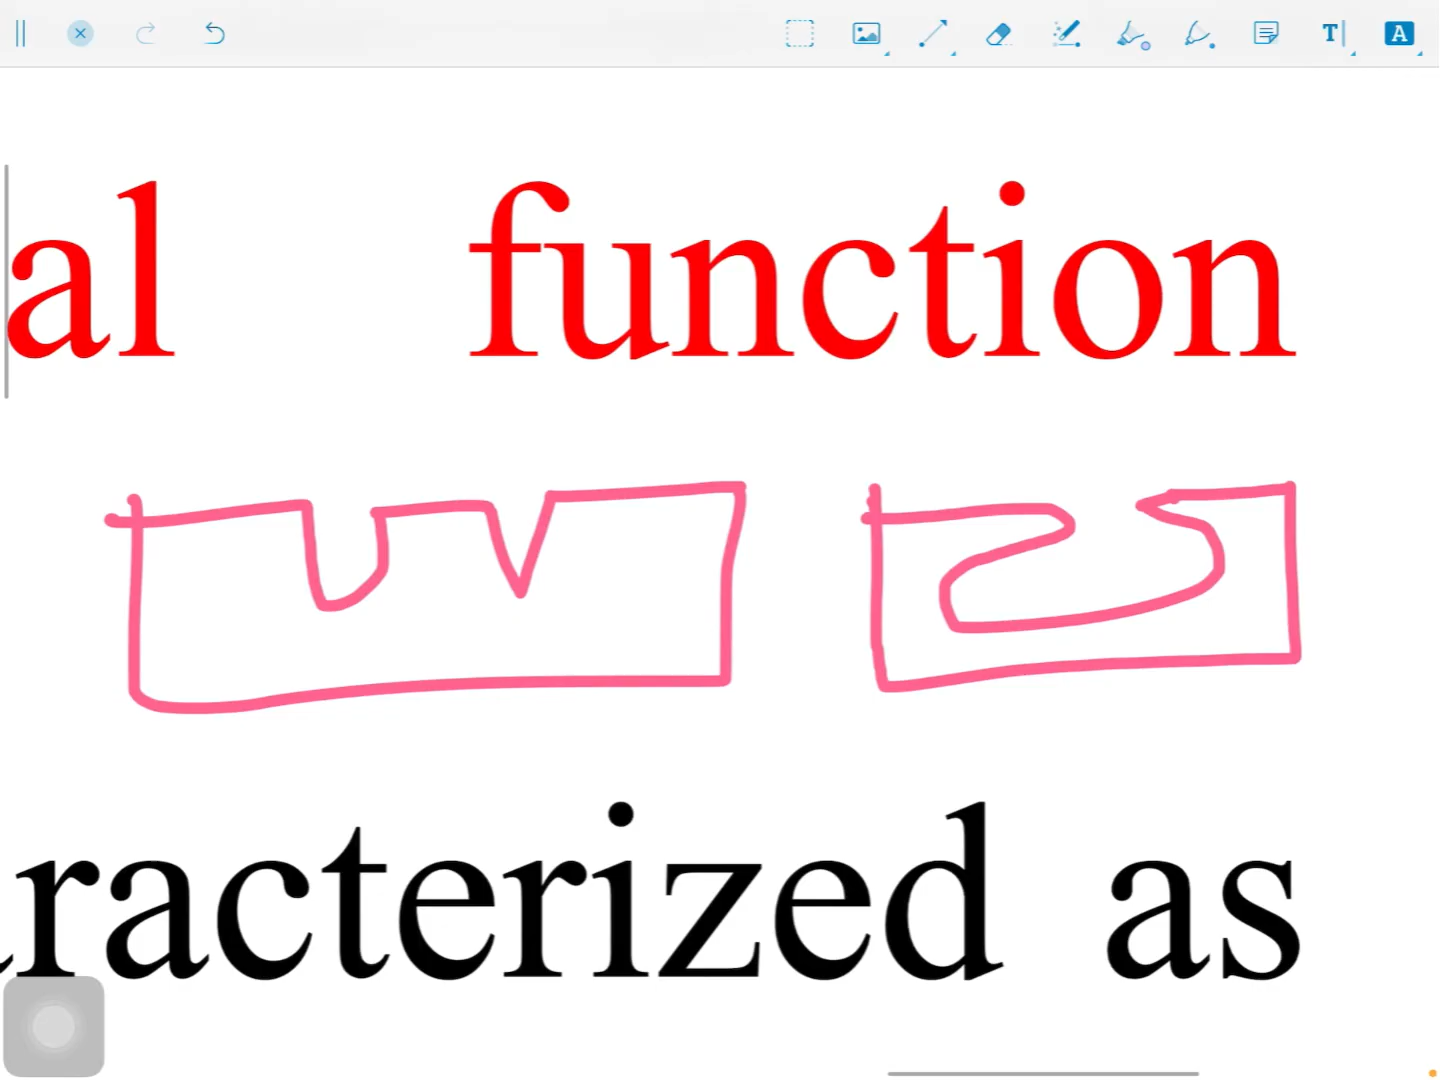 al function
racterized as